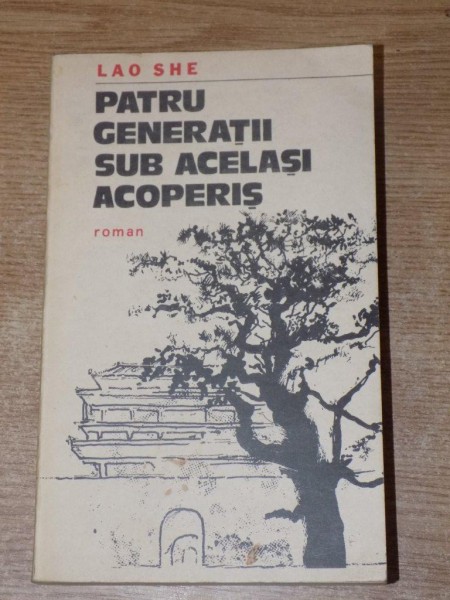 LAO SHE
PATRU
GENERAȚII
SUB ACELAȘI
ACOPERIȘ
roman